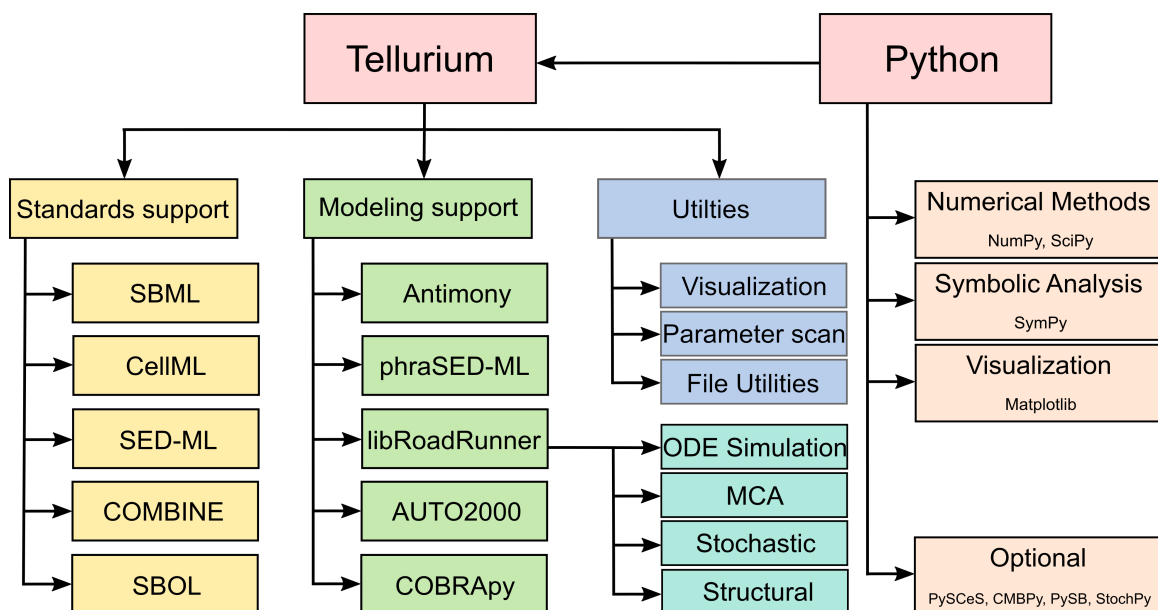 Tellurium
Python
Standards support
SBML
CellML
SED-ML
COMBINE
SBOL
Modeling support
Antimony
phraSED-ML
libRoadRunner
AUTO2000
COBRApy
Utilties
Visualization
Parameter scan
File Utilities
ODE Simulation
MCA
Stochastic
Structural
Numerical Methods
NumPy, SciPy
Symbolic Analysis
SymPy
Visualization
Matplotlib
Optional
PySCeS, CMBPy, PySB, StochPy